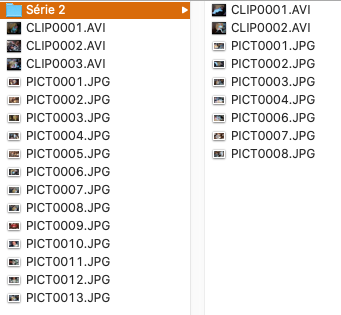 Série 2
CLIP0001.AVI
CLIP0002.AVI
CLIP0003.AVI
PICT0001.JPG
PICT0002.JPG
PICT0003.JPG
PICT0004.JPG
PICT0005.JPG
PICT0006.JPG
PICT0007.JPG
PICT0008.JPG
PICT0009.JPG
PICT0010.JPG
PICT0011.JPG
PICT0012.JPG
PICT0013.JPG
CLIP0001.AVI
CLIP0002.AVI
PICT0001.JPG
PICT0002.JPG
PICT0003.JPG
PICT0004.JPG
PICT0006.JPG
PICT0007.JPG
PICT0008.JPG